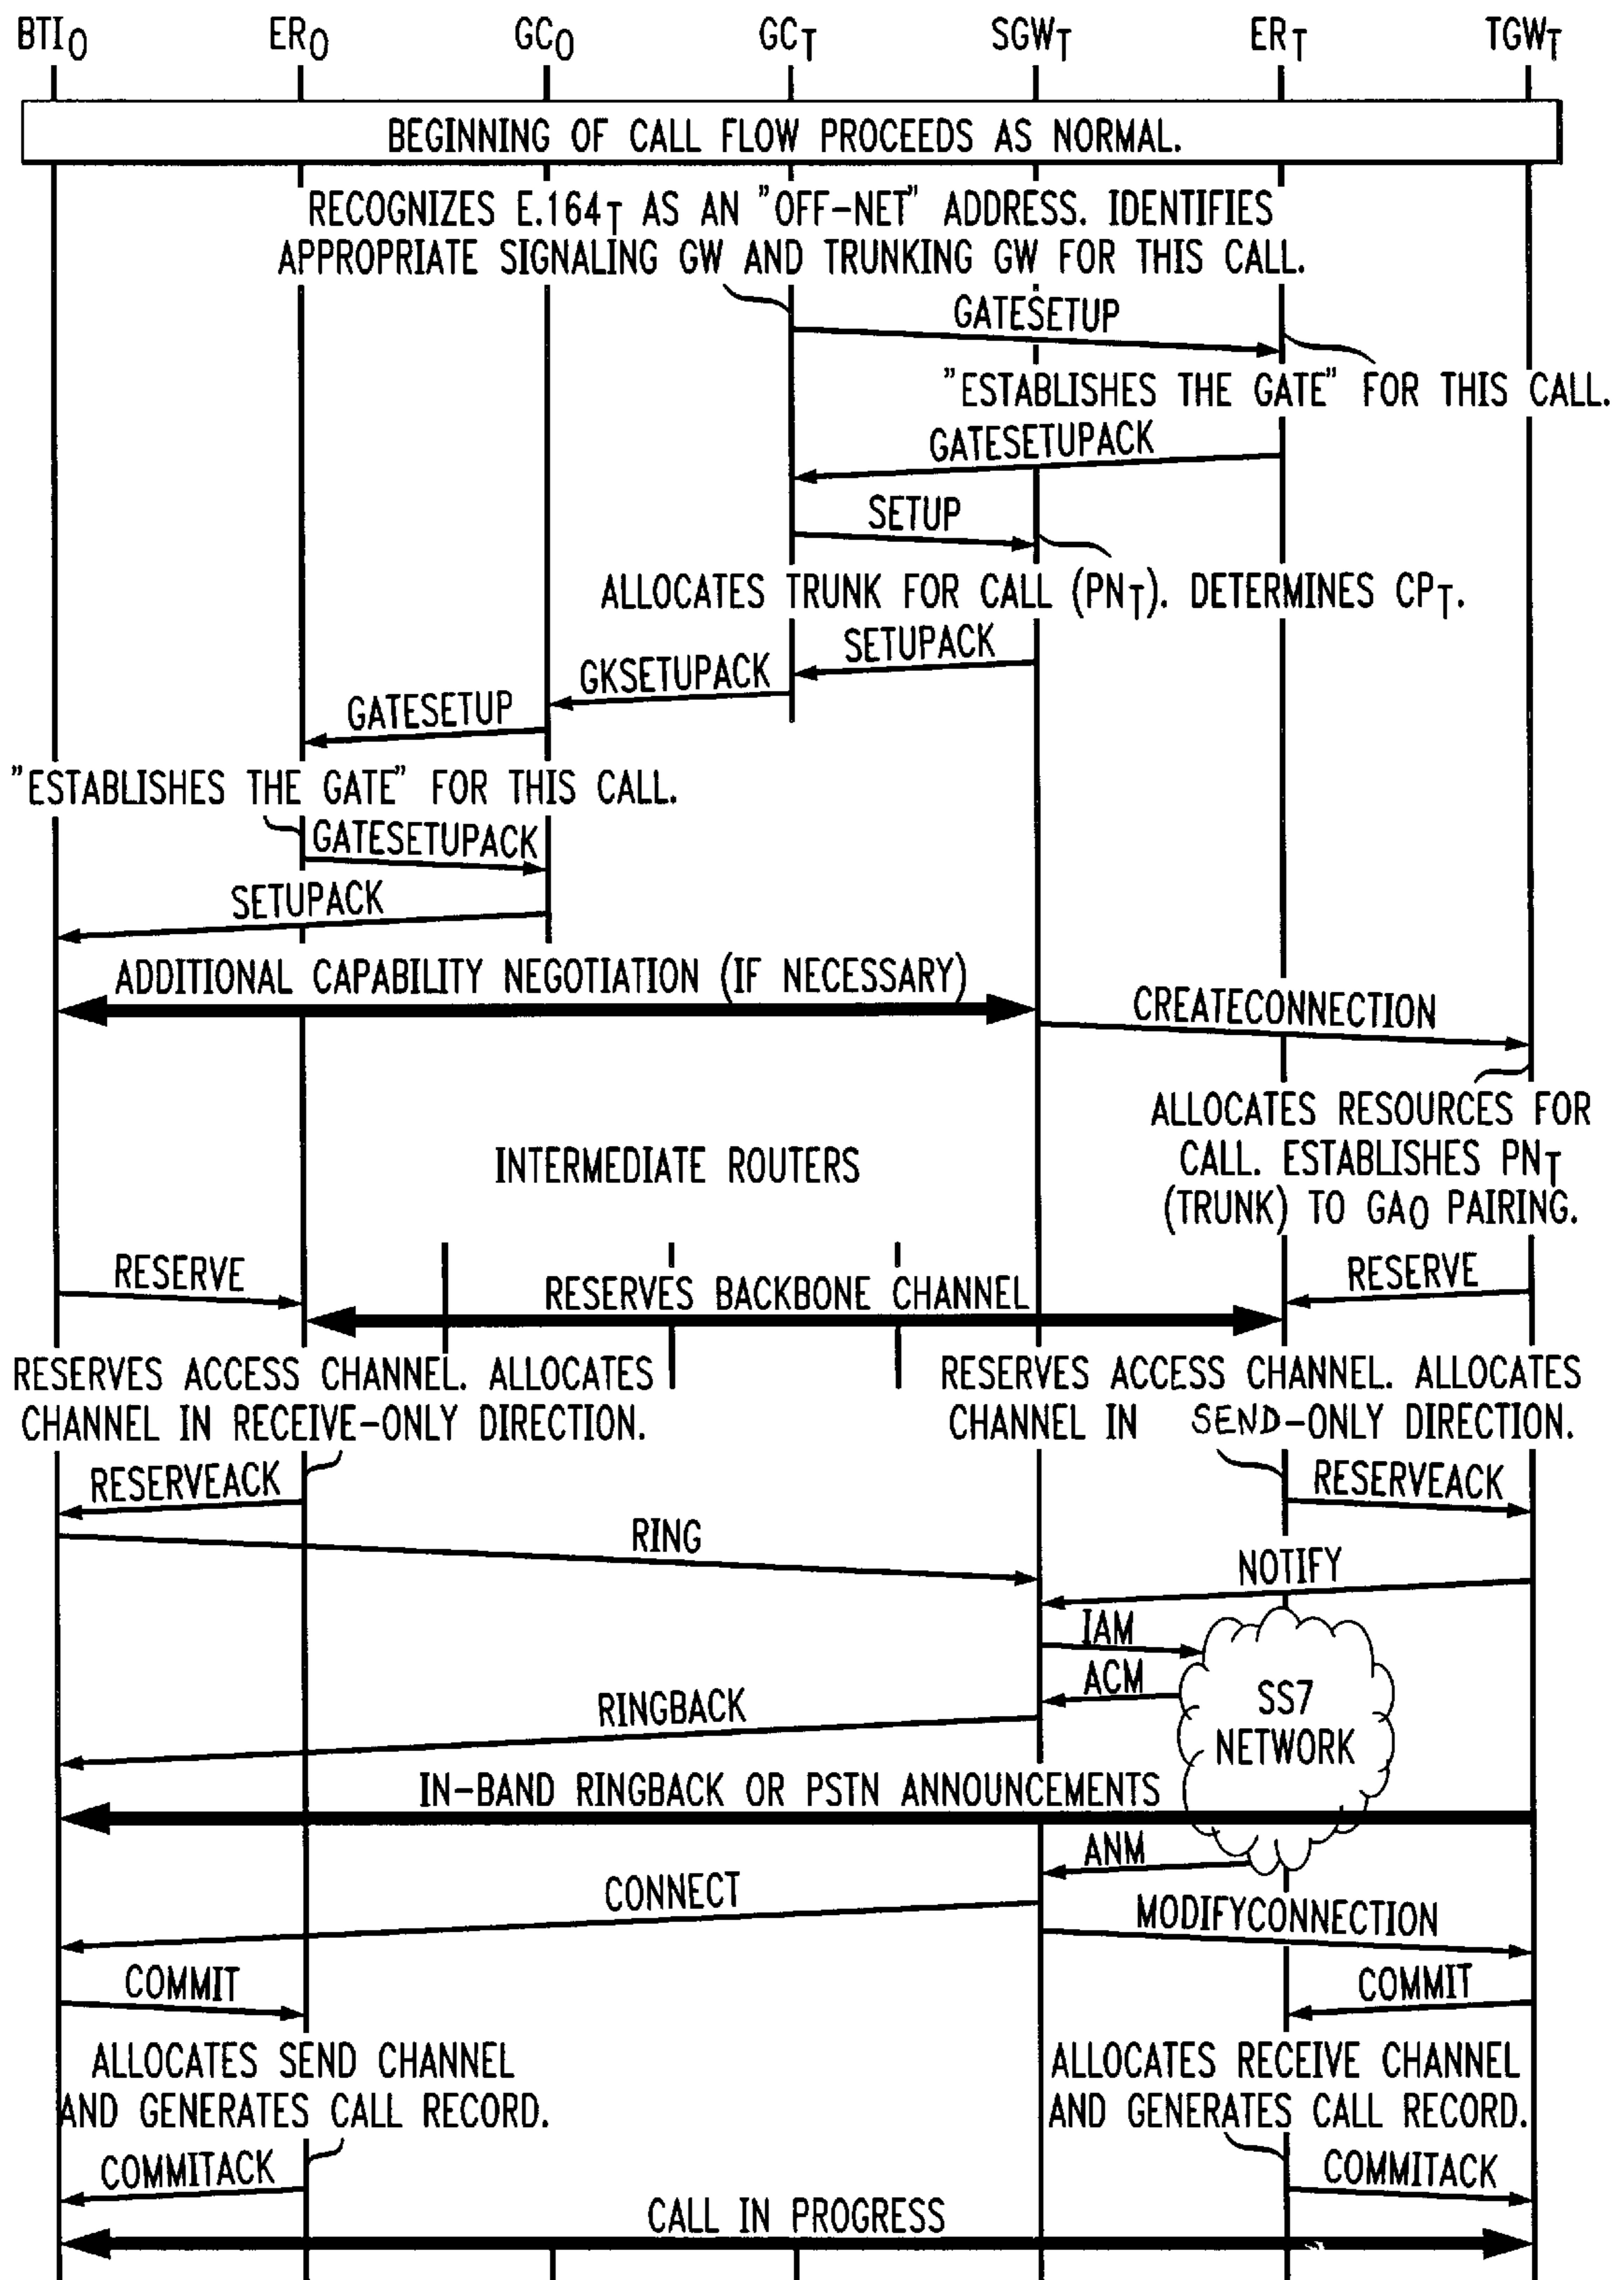 BTIO ERO GCO GCT SGWT ERT TGWT
BEGINNING OF CALL FLOW PROCEEDS AS NORMAL.
RECOGNIZES E.164T AS AN "OFF-NET" ADDRESS. IDENTIFIES
APPROPRIATE SIGNALING GW AND TRUNKING GW FOR THIS CALL.
GATESETUP
"ESTABLISHES THE GATE" FOR THIS CALL.
GATESETUPACK
SETUP
ALLOCATES TRUNK FOR CALL (PNT). DETERMINES CPT.
SETUPACK
GKSETUPACK
GATESETUP
"ESTABLISHES THE GATE" FOR THIS CALL.
GATESETUPACK
SETUPACK
ADDITIONAL CAPABILITY NEGOTIATION (IF NECESSARY)
CREATECONNECTION
ALLOCATES RESOURCES FOR
CALL. ESTABLISHES PNT
(TRUNK) TO GAO PAIRING.
INTERMEDIATE ROUTERS
RESERVE
RESERVES BACKBONE CHANNEL
RESERVE
RESERVES ACCESS CHANNEL. ALLOCATES
CHANNEL IN RECEIVE-ONLY DIRECTION.
RESERVES ACCESS CHANNEL. ALLOCATES
CHANNEL IN SEND-ONLY DIRECTION.
RESERVEACK
RESERVEACK
RING
NOTIFY
IAM
ACM
SS7
NETWORK
RINGBACK
IN-BAND RINGBACK OR PSTN ANNOUNCEMENTS
ANM
CONNECT
MODIFYCONNECTION
COMMIT
COMMIT
ALLOCATES SEND CHANNEL
AND GENERATES CALL RECORD.
ALLOCATES RECEIVE CHANNEL
AND GENERATES CALL RECORD.
COMMITACK
COMMITACK
CALL IN PROGRESS